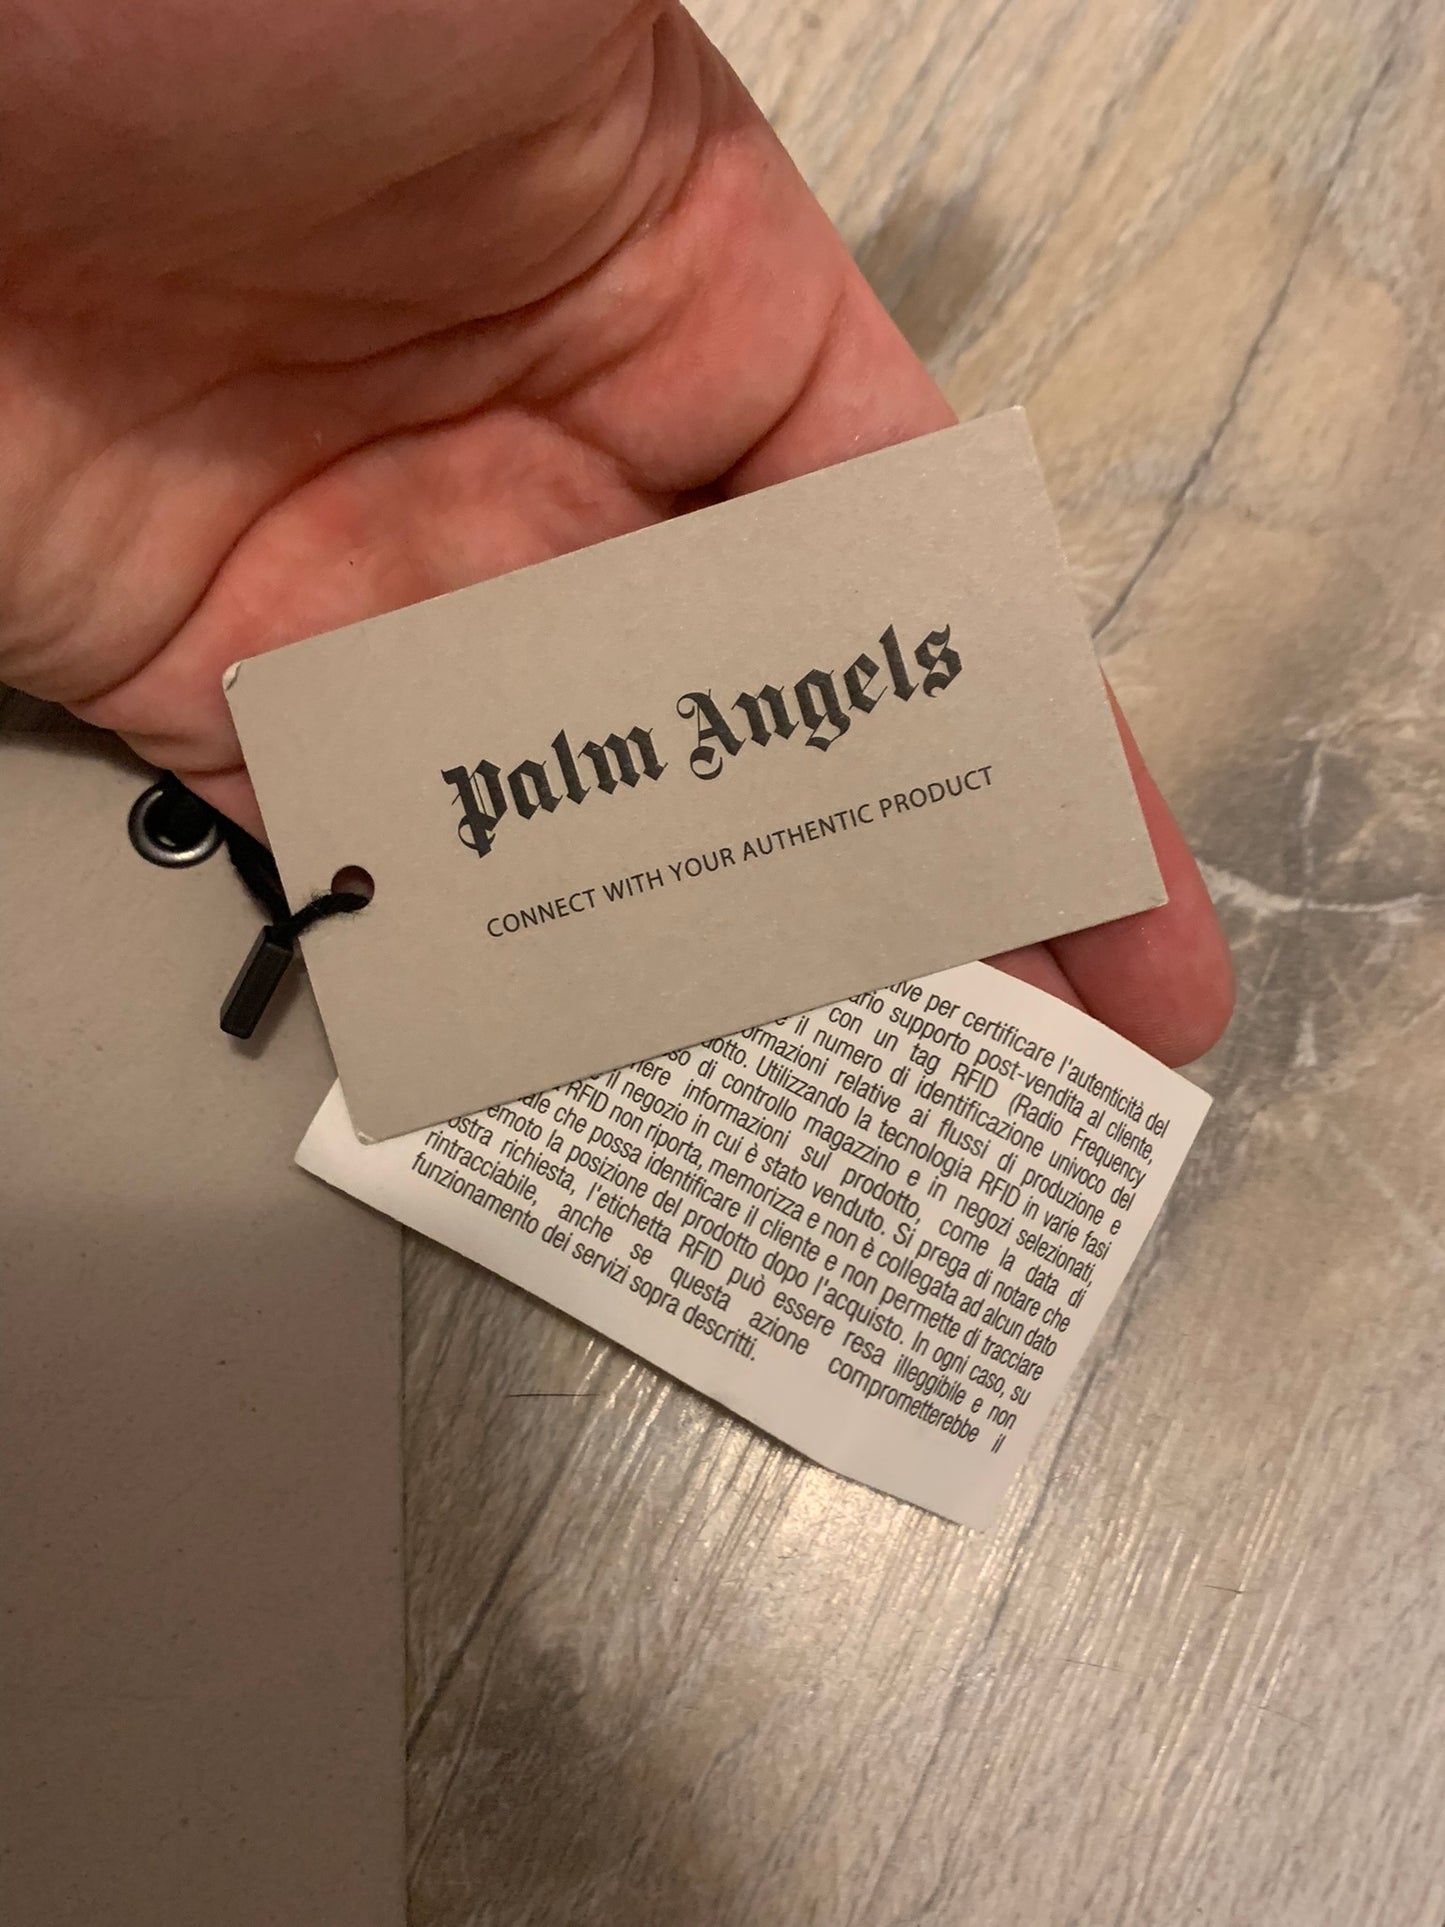 Palm Angels
CONNECT WITH YOUR AUTHENTIC PRODUCT
per certificare l'autenticità del
supporto post-vendita al cliente,
con un tag RFID (Radio Frequency
il numero di identificazione univoco del
relative ai flussi di produzione e
Utilizzando la tecnologia RFID in varie fasi
di controllo magazzino e in negozi selezionati,
informazioni sul prodotto, come la data di
il negozio in cui è stato venduto. Si prega di notare che
RFID non riporta, memorizza e non è collegata ad alcun dato
che possa identificare il cliente e non permette di tracciare
la posizione del prodotto dopo l'acquisto. In ogni caso, su
richiesta, l'etichetta RFID può essere resa illeggibile e non
rintracciabile, anche se questa azione comprometterebbe il
funzionamento dei servizi sopra descritti.